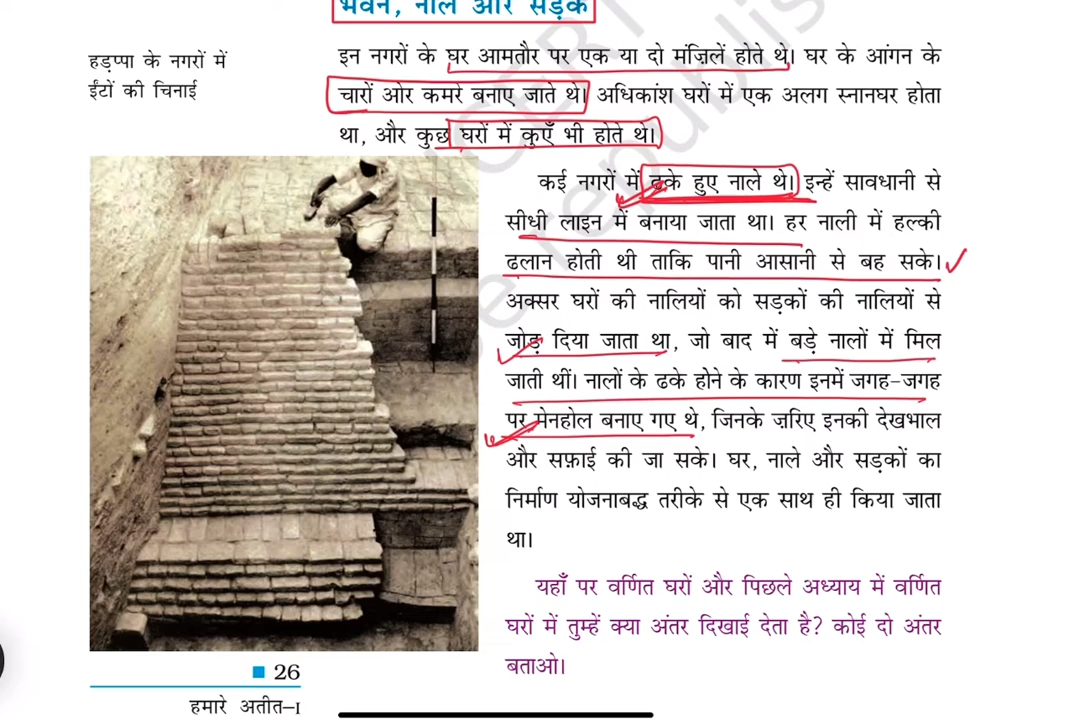 भवन, नाले और सड़कें
हड़प्पा के नगरों में
ईंटों की चिनाई
इन नगरों के घर आमतौर पर एक या दो मंज़िलें होते थे। घर के आंगन के
चारों ओर कमरे बनाए जाते थे। अधिकांश घरों में एक अलग स्नानघर होता
था, और कुछ घरों में कुएँ भी होते थे।
कई नगरों में ढके हुए नाले थे। इन्हें सावधानी से
सीधी लाइन में बनाया जाता था। हर नाली में हल्की
ढलान होती थी ताकि पानी आसानी से बह सके।
अक्सर घरों की नालियों को सड़कों की नालियों से
जोड़ दिया जाता था, जो बाद में बड़े नालों में मिल
जाती थीं। नालों के ढके होने के कारण इनमें जगह-जगह
पर मेनहोल बनाए गए थे, जिनके ज़रिए इनकी देखभाल
और सफ़ाई की जा सके। घर, नाले और सड़कों का
निर्माण योजनाबद्ध तरीके से एक साथ ही किया जाता
था।
यहाँ पर वर्णित घरों और पिछले अध्याय में वर्णित
घरों में तुम्हें क्या अंतर दिखाई देता है? कोई दो अंतर
बताओ।
26
हमारे अतीत–I